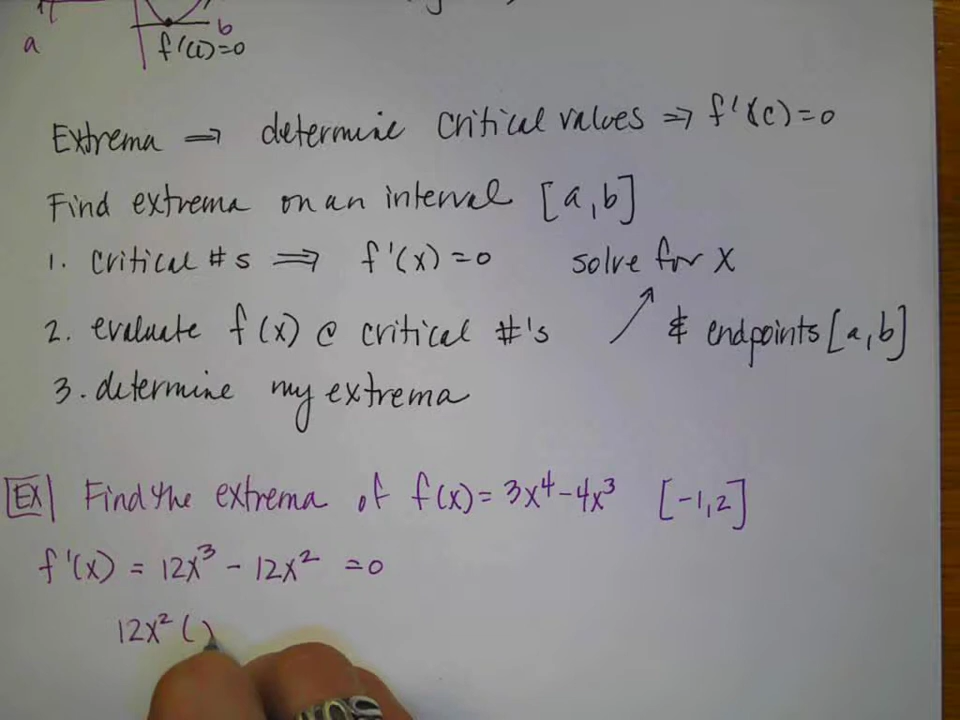 a
b
f'(c)=0
Extrema ⇒ determine critical values ⇒ f'(c)=0
Find extrema on an interval [a,b]
1. critical #s ⇒ f'(x)=0 solve for x
2. evaluate f(x) @ critical #'s & endpoints [a,b]
3. determine my extrema
EX Find the extrema of f(x)=3x⁴-4x³ [-1,2]
f'(x) = 12x³ - 12x² =0
12x² (